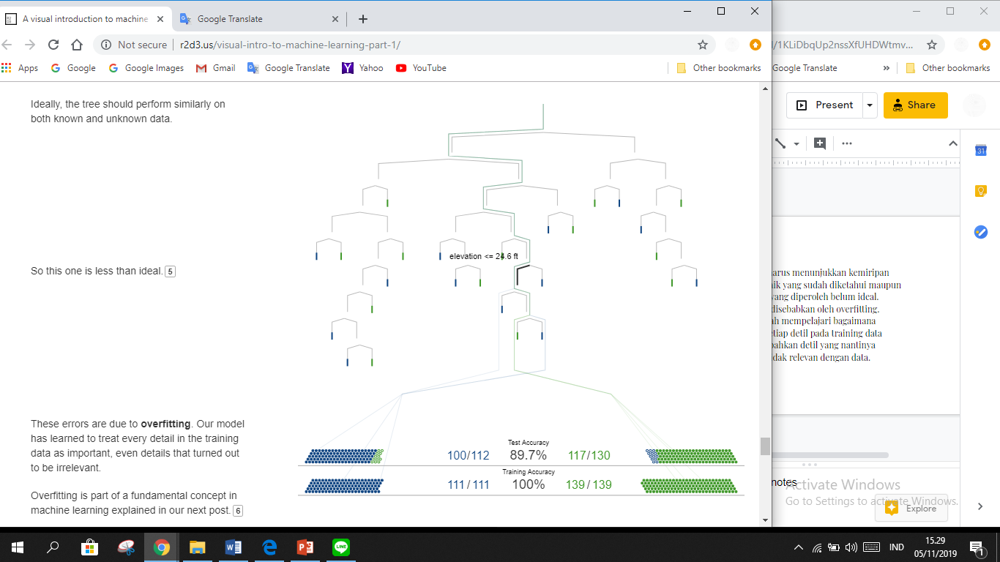 A visual introduction to machine
Google Translate
Not secure
r2d3.us/visual-intro-to-machine-learning-part-1/
/1KLiDbqUp2nssXfUHDWtmv...
Apps
Google
Google Images
Gmail
Google Translate
Yahoo
YouTube
Other bookmarks
Google Translate
»
Other bookmarks
Present
Share
31
Ideally, the tree should perform similarly on
both known and unknown data.
elevation <= 24.6 ft
So this one is less than ideal. 5
These errors are due to overfitting. Our model
has learned to treat every detail in the training
data as important, even details that turned out
to be irrelevant.
Overfitting is part of a fundamental concept in
machine learning explained in our next post. 6
Test Accuracy
100/112 89.7% 117/130
Training Accuracy
111/111 100% 139/139
arus menunjukkan kemiripan
ik yang sudah diketahui maupun
yang diperoleh belum ideal.
disebabkan oleh overfitting.
ah mempelajari bagaimana
etiap detil pada training data
bahkan detil yang nantinya
dak relevan dengan data.
notes
Activate Windows
Go to Settings to activate Windows.
Explore
IND
15.29
05/11/2019
1
LINE